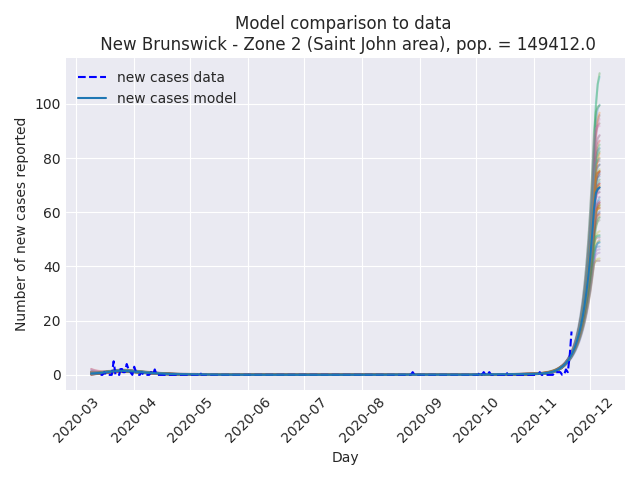 Model comparison to data
New Brunswick - Zone 2 (Saint John area), pop. = 149412.0
new cases data
new cases model
Number of new cases reported
100
80
60
40
20
0
2020-03
2020-04
2020-05
2020-06
2020-07
2020-08
2020-09
2020-10
2020-11
2020-12
Day